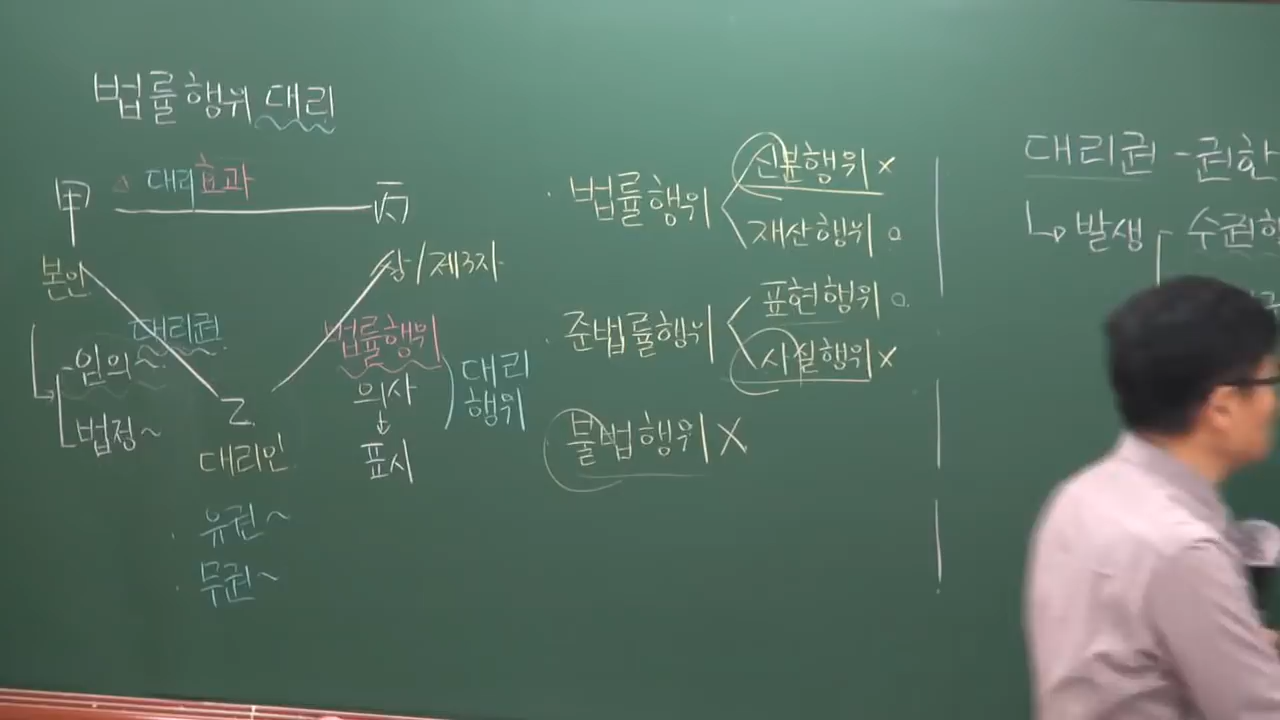 법률행위 대리
△ 대리효과
甲 丙
본인 상/제3자
대리권
- 임의~
법정~
乙
대리인
· 유권~
· 무권~
법률행위
의사
↓
표시
대리
행위
· 법률행위
신분행위 x
재산행위 o
· 준법률행위
표현행위 o
사실행위 x
불법행위 X
대리권 - 권한
↳ 발생 - 수권행